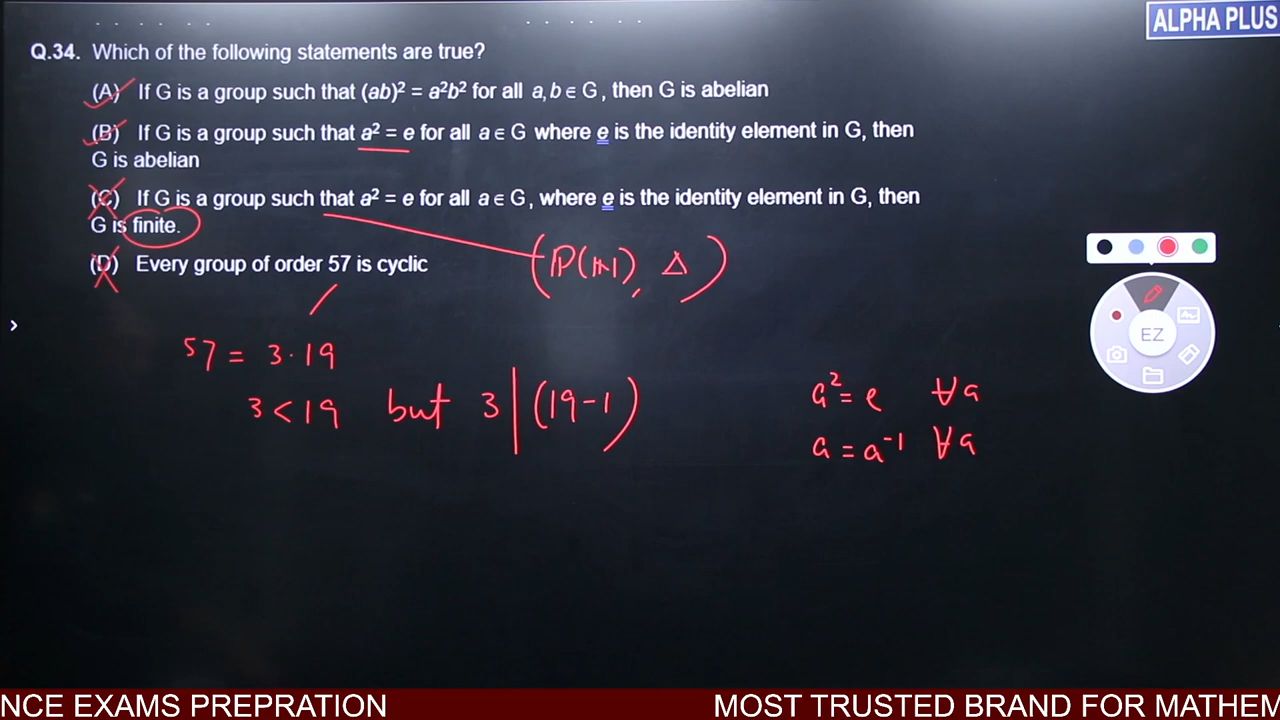 ALPHA PLUS
Q.34. Which of the following statements are true?
(A) If G is a group such that (ab)² = a²b² for all a, b ∈ G, then G is abelian
(B) If G is a group such that a² = e for all a ∈ G where e is the identity element in G, then
G is abelian
(C) If G is a group such that a² = e for all a ∈ G, where e is the identity element in G, then
G is finite.
(D) Every group of order 57 is cyclic
(P(N), Δ)
57 = 3·19
3 < 19 but 3 | (19-1)
a² = e ∀a
a = a⁻¹ ∀a
EZ
NCE EXAMS PREPRATION MOST TRUSTED BRAND FOR MATHEM